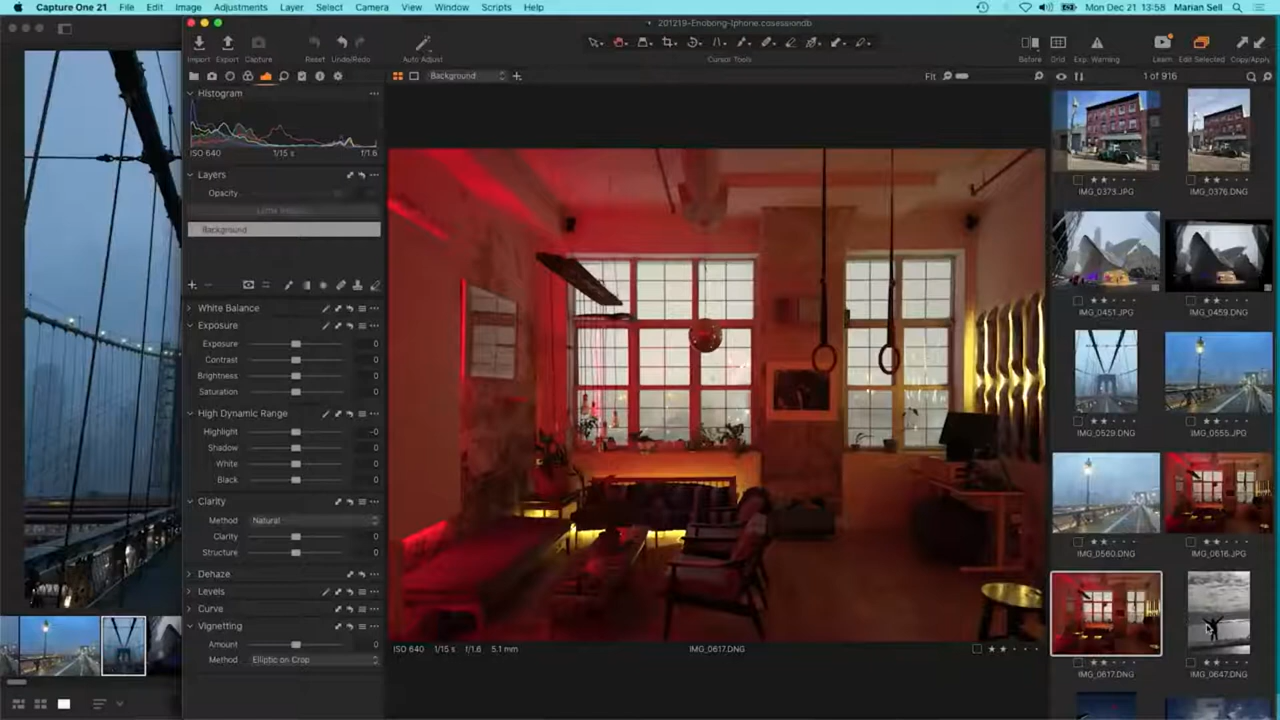 Capture One 21 File Edit Image Adjustments Layer Select Camera View Window Scripts Help Mon Dec 21 13:58 Marian Sell
201219-Enobong-Iphone.cosessiondb
Import Export Capture Reset Undo/Redo Auto Adjust Cursor Tools Before Grid Exp. Warning Learn Edit Selected Copy/Apply
Background Fit 1 of 916
Histogram
ISO 640 1/15 s f/1.6
Layers
Opacity
Background
White Balance
Exposure
Exposure 0
Contrast 0
Brightness 0
Saturation 0
High Dynamic Range
Highlight -0
Shadow 0
White 0
Black 0
Clarity
Method Natural
Clarity 0
Structure 0
Dehaze
Levels
Curve
Vignetting
Amount 0
Method Elliptic on Crop
ISO 640 1/15 s f/1.6 5.1 mm IMG_0617.DNG
IMG_0373.JPG IMG_0376.DNG
IMG_0451.JPG IMG_0459.DNG
IMG_0529.DNG IMG_0555.JPG
IMG_0560.DNG IMG_0616.JPG
IMG_0617.DNG IMG_0647.DNG